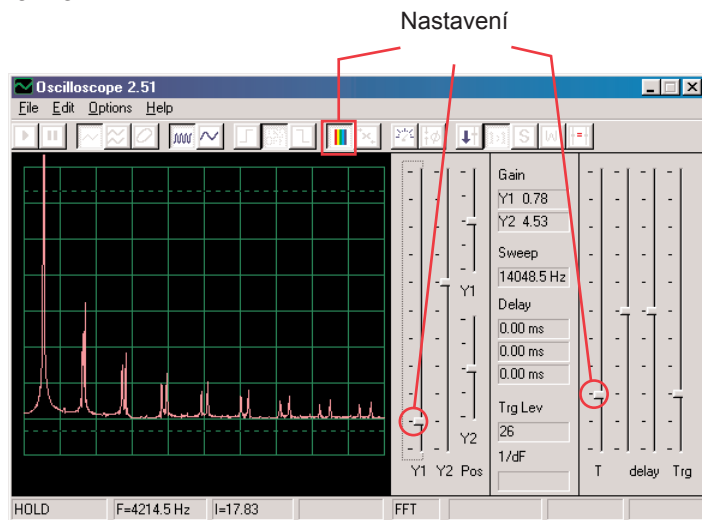 Nastavení
Oscilloscope 2.51
File Edit Options Help
Gain
Y1 0.78
Y2 4.53
Sweep
14048.5 Hz
Delay
0.00 ms
0.00 ms
0.00 ms
Trg Lev
26
1/dF
Y1
Y2
Y1 Y2 Pos
T delay Trg
HOLD F=4214.5 Hz I=17.83 FFT